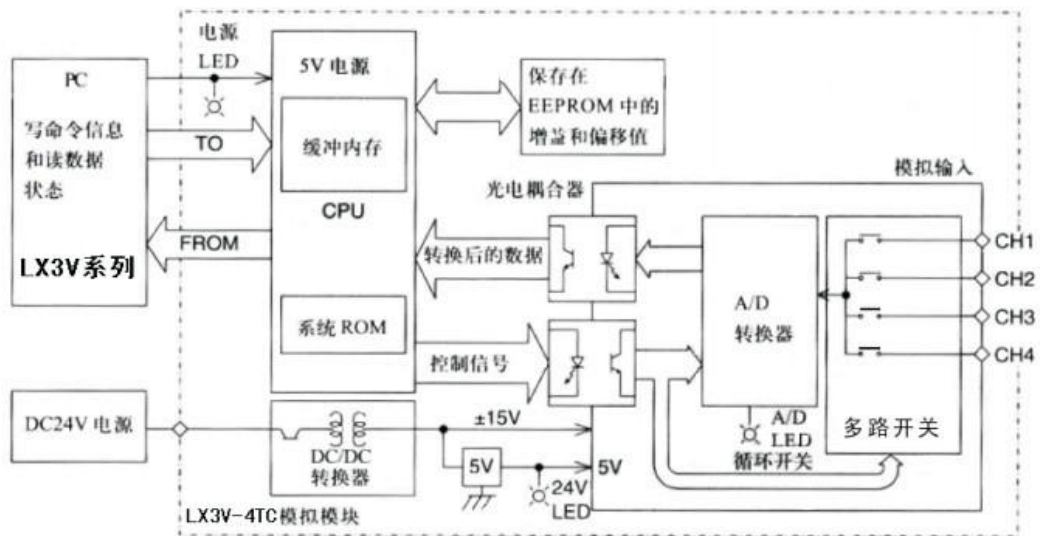 PC
写命令信息
和读数据
状态
LX3V系列
电源
LED
TO
FROM
5V 电源
缓冲内存
CPU
系统 ROM
保存在
EEPROM 中的
增益和偏移值
光电耦合器
模拟输入
转换后的数据
控制信号
A/D
转换器
CH1
CH2
CH3
CH4
A/D
LED
循环开关
多路开关
DC24V 电源
DC/DC
转换器
±15V
5V
5V
24V
LED
LX3V-4TC模拟模块